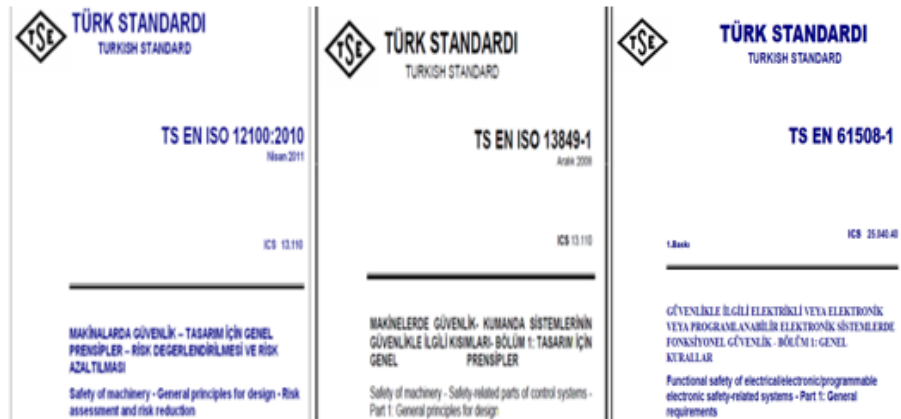 TSE
TÜRK STANDARDI
TURKISH STANDARD
TS EN ISO 12100:2010
Nisan 2011
ICS 13.110
MAKİNALARDA GÜVENLİK – TASARIM İÇİN GENEL
PRENSİPLER – RİSK DEĞERLENDİRİLMESİ VE RİSK
AZALTILMASI
Safety of machinery - General principles for design - Risk
assessment and risk reduction
TSE
TÜRK STANDARDI
TURKISH STANDARD
TS EN ISO 13849-1
Aralık 2008
ICS 13.110
MAKİNELERDE GÜVENLİK- KUMANDA SİSTEMLERİNİN
GÜVENLİKLE İLGİLİ KISIMLARI- BÖLÜM 1: TASARIM İÇİN
GENEL PRENSİPLER
Safety of machinery - Safety-related parts of control systems -
Part 1: General principles for design
TSE
TÜRK STANDARDI
TURKISH STANDARD
TS EN 61508-1
1.Baskı
ICS 25.040.40
GÜVENLİKLE İLGİLİ ELEKTRİKLİ VEYA ELEKTRONİK
VEYA PROGRAMLANABİLİR ELEKTRONİK SİSTEMLERDE
FONKSİYONEL GÜVENLİK - BÖLÜM 1: GENEL
KURALLAR
Functional safety of electrical/electronic/programmable
electronic safety-related systems - Part 1: General
requirements